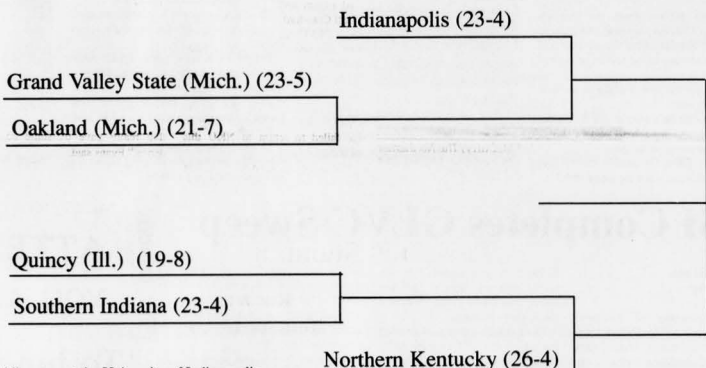 Indianapolis (23-4)
Grand Valley State (Mich.) (23-5)
Oakland (Mich.) (21-7)
Quincy (Ill.) (19-8)
Southern Indiana (23-4)
Northern Kentucky (26-4)